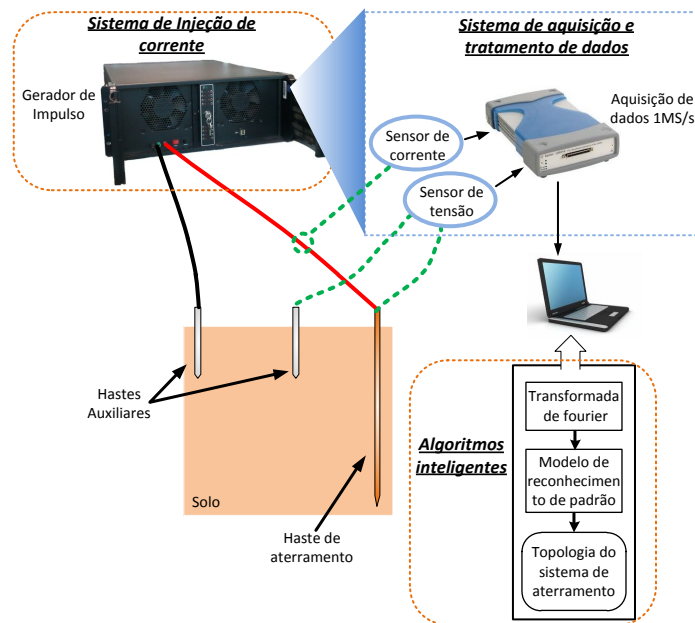 Sistema de Injeção de
corrente
Gerador de
Impulso
Sistema de aquisição e
tratamento de dados
Aquisição de
dados 1MS/s
Sensor de
corrente
Sensor de
tensão
Hastes
Auxiliares
Solo
Haste de
aterramento
Algoritmos
inteligentes
Transformada
de fourier
Modelo de
reconhecimen
to de padrão
Topologia do
sistema de
aterramento